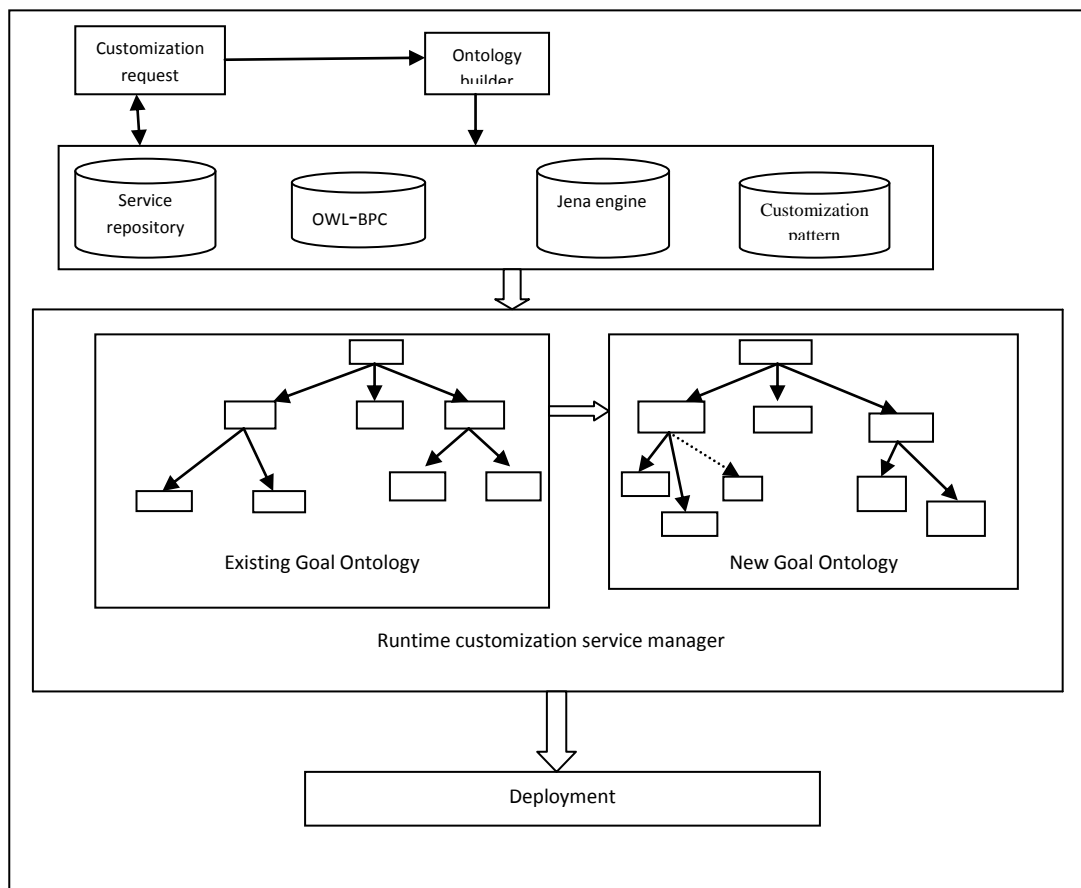 Customization
request
Ontology
builder
Service
repository
OWL-BPC
Jena engine
Customization
pattern
Existing Goal Ontology
New Goal Ontology
Runtime customization service manager
Deployment